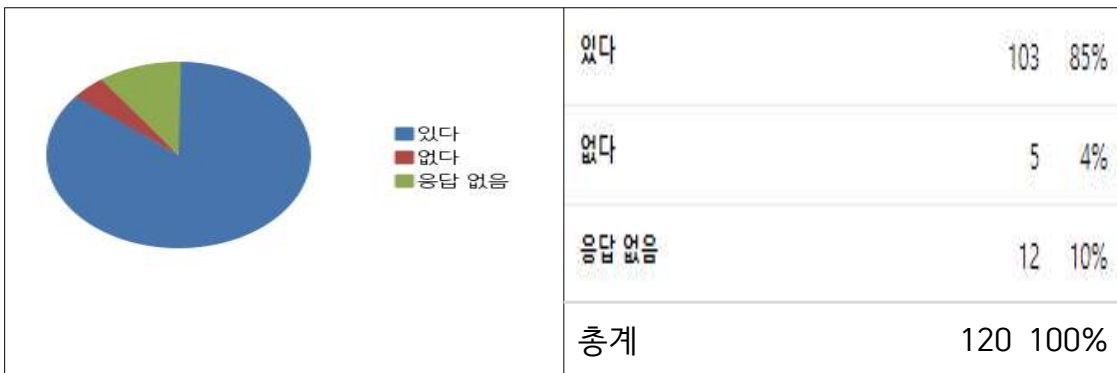 있다
없다
응답 없음
있다 103 85%
없다 5 4%
응답 없음 12 10%
총계 120 100%